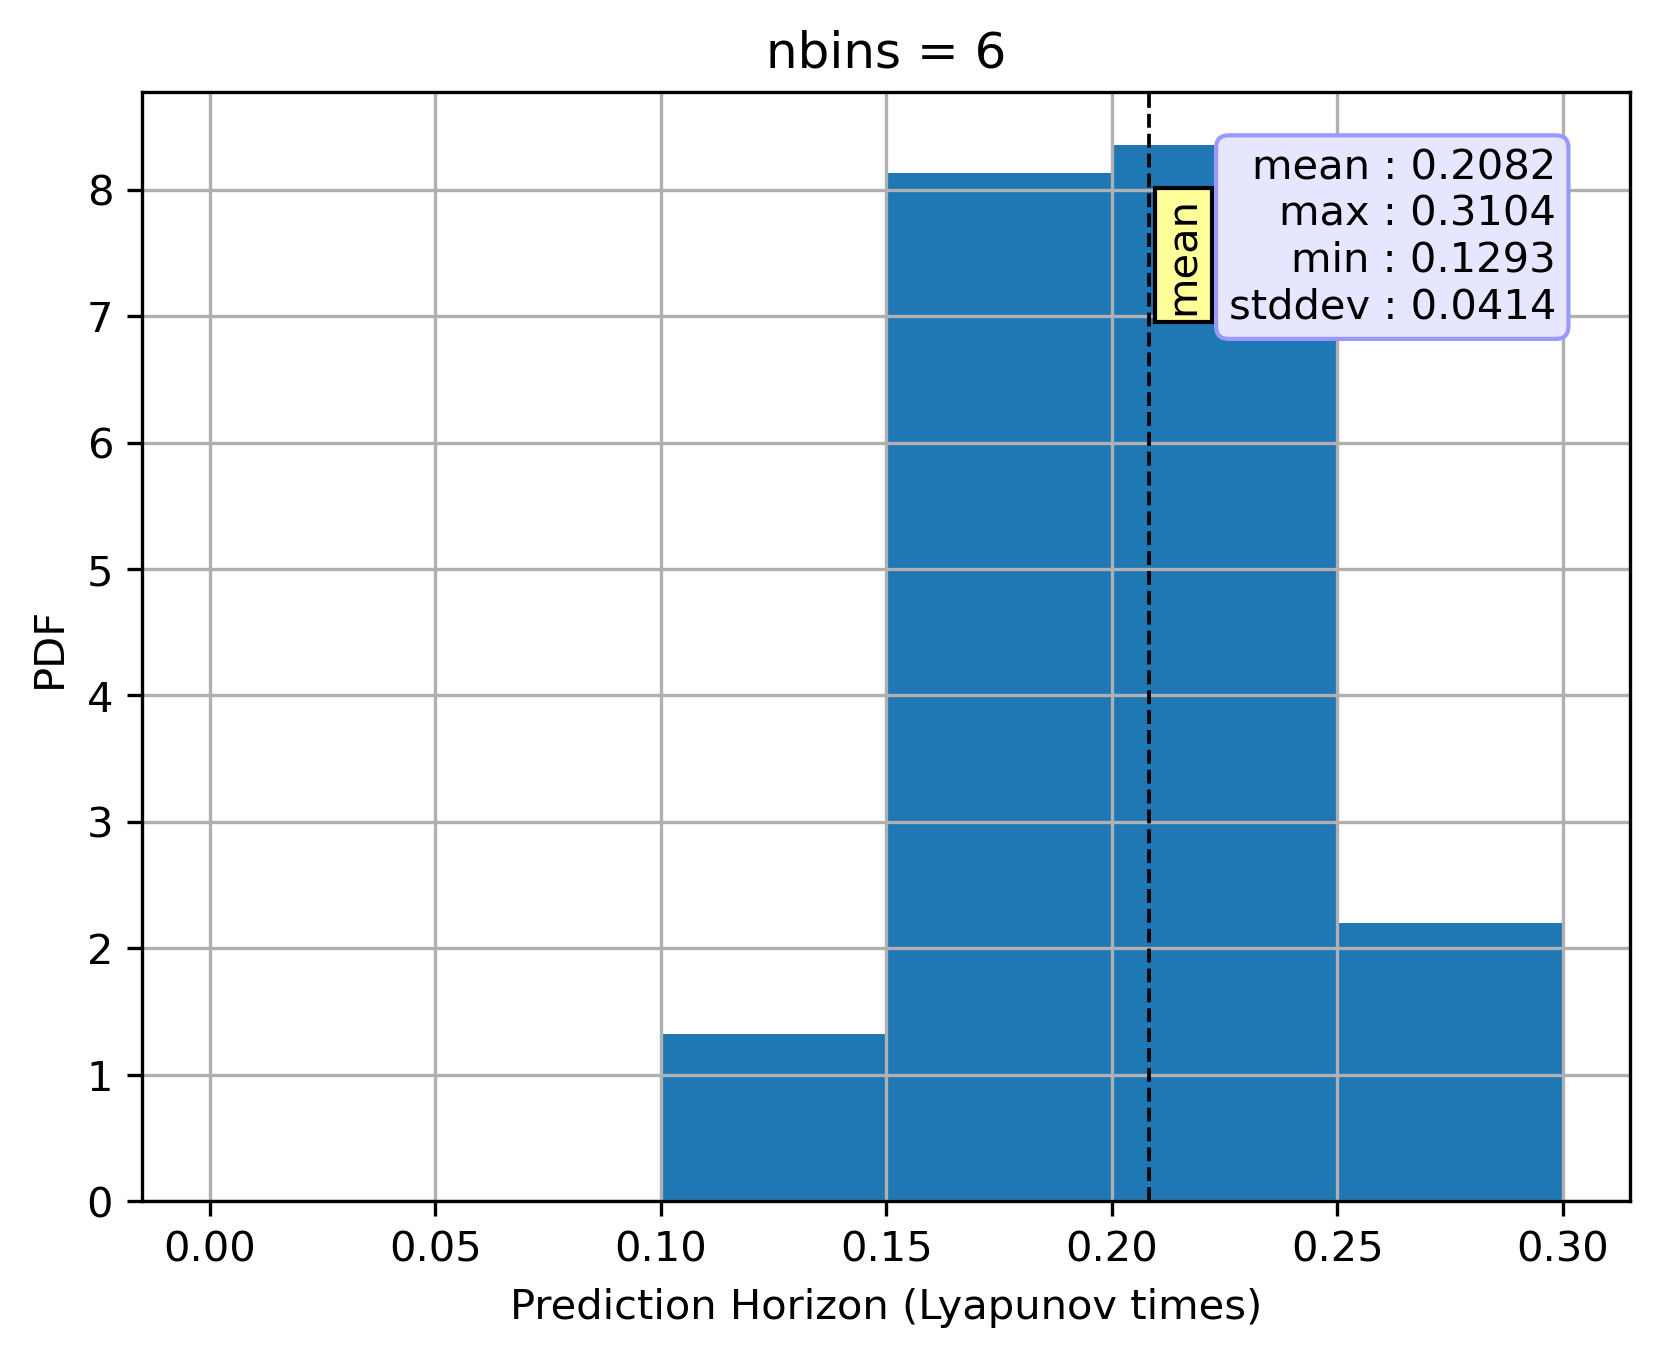 nbins = 6
mean : 0.2082
max : 0.3104
min : 0.1293
stddev : 0.0414
mean
8
7
6
5
4
3
2
1
0
PDF
0.00 0.05 0.10 0.15 0.20 0.25 0.30
Prediction Horizon (Lyapunov times)